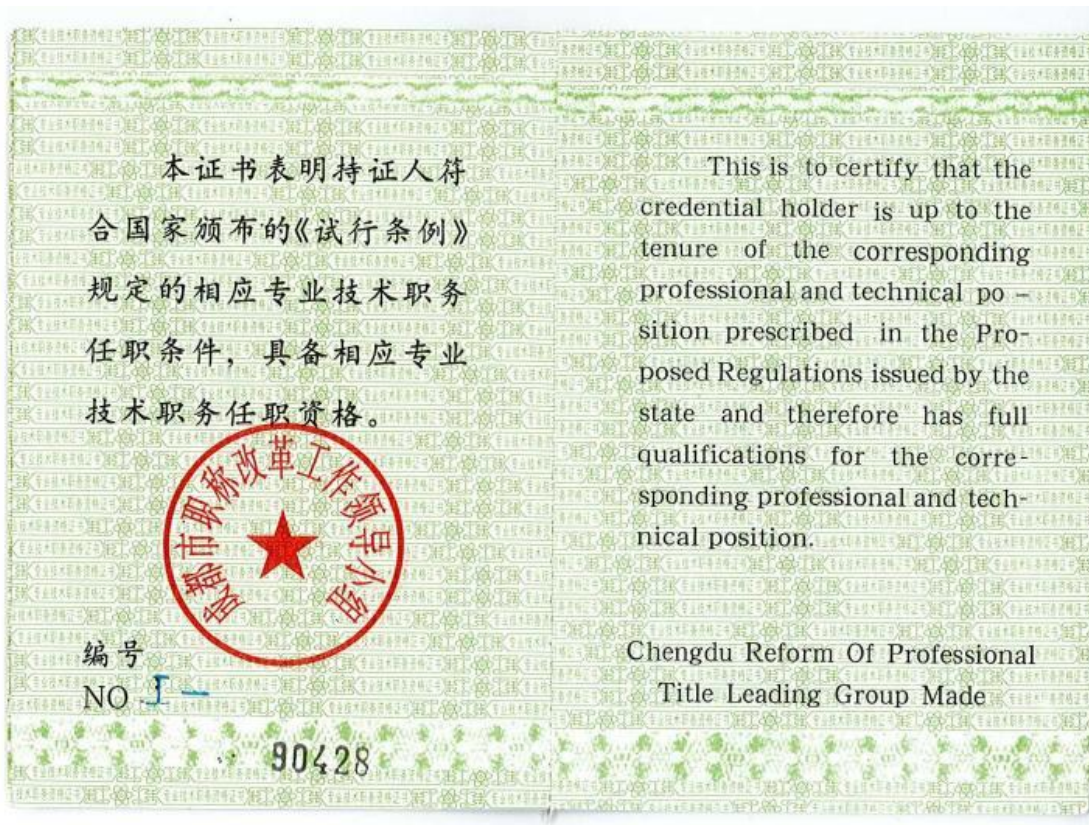 本证书表明持证人符
合国家颁布的《试行条例》
规定的相应专业技术职务
任职条件，具备相应专业
技术职务任职资格。
成都市职称改革工作领导小组
编号
NO
90428
This is to certify that the
credential holder is up to the
tenure of the corresponding
professional and technical po –
sition prescribed in the Pro-
posed Regulations issued by the
state and therefore has full
qualifications for the corre-
sponding professional and tech-
nical position.
Chengdu Reform Of Professional
Title Leading Group Made